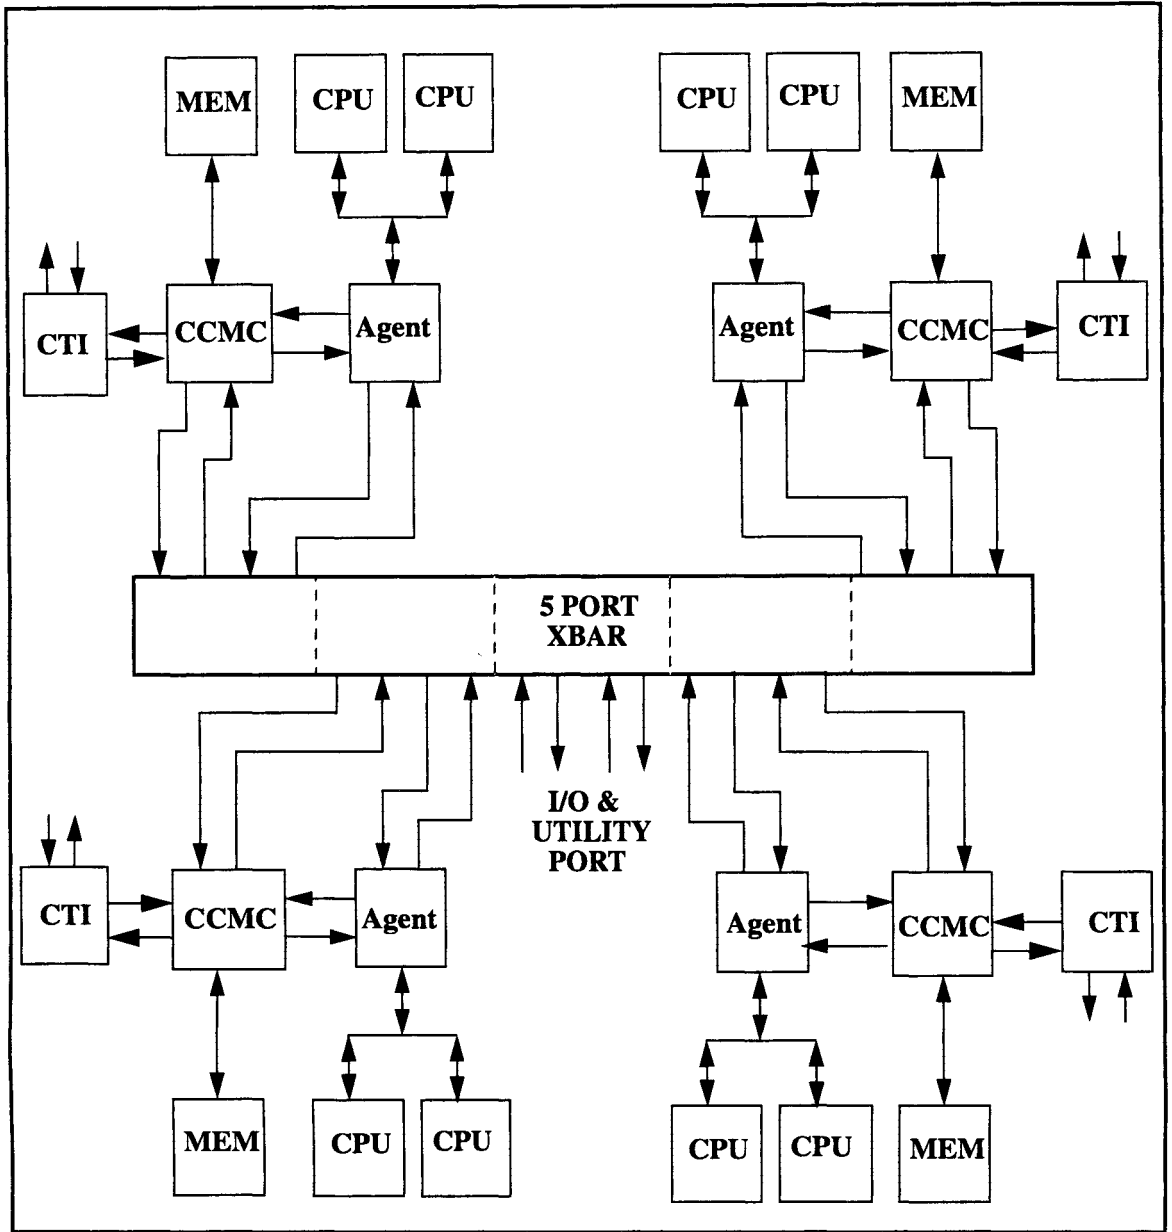 MEM
CPU
CPU
CPU
CPU
MEM
CTI
CCMC
Agent
Agent
CCMC
CTI
5 PORT
XBAR
I/O &
UTILITY
PORT
CTI
CCMC
Agent
Agent
CCMC
CTI
MEM
CPU
CPU
CPU
CPU
MEM